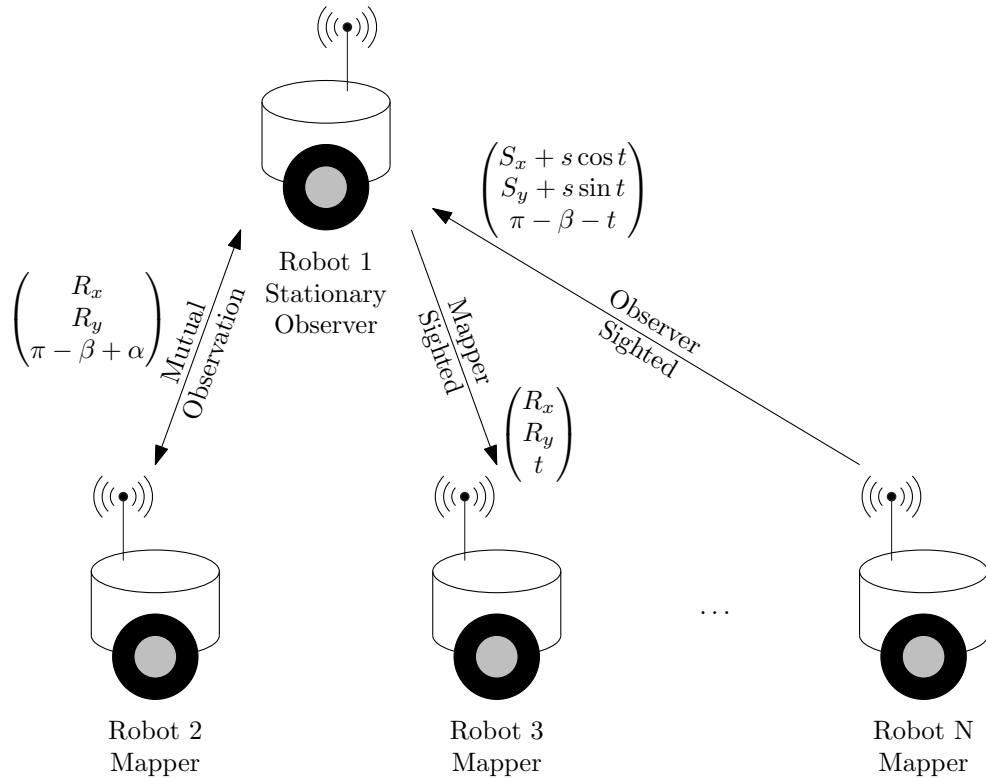 S_x + s cos t
S_y + s sin t
π − β − t
Robot 1
Stationary
Observer
R_x
R_y
π − β + α
Mutual
Observation
Mapper
Sighted
Observer
Sighted
R_x
R_y
t
...
Robot 2
Mapper
Robot 3
Mapper
Robot N
Mapper